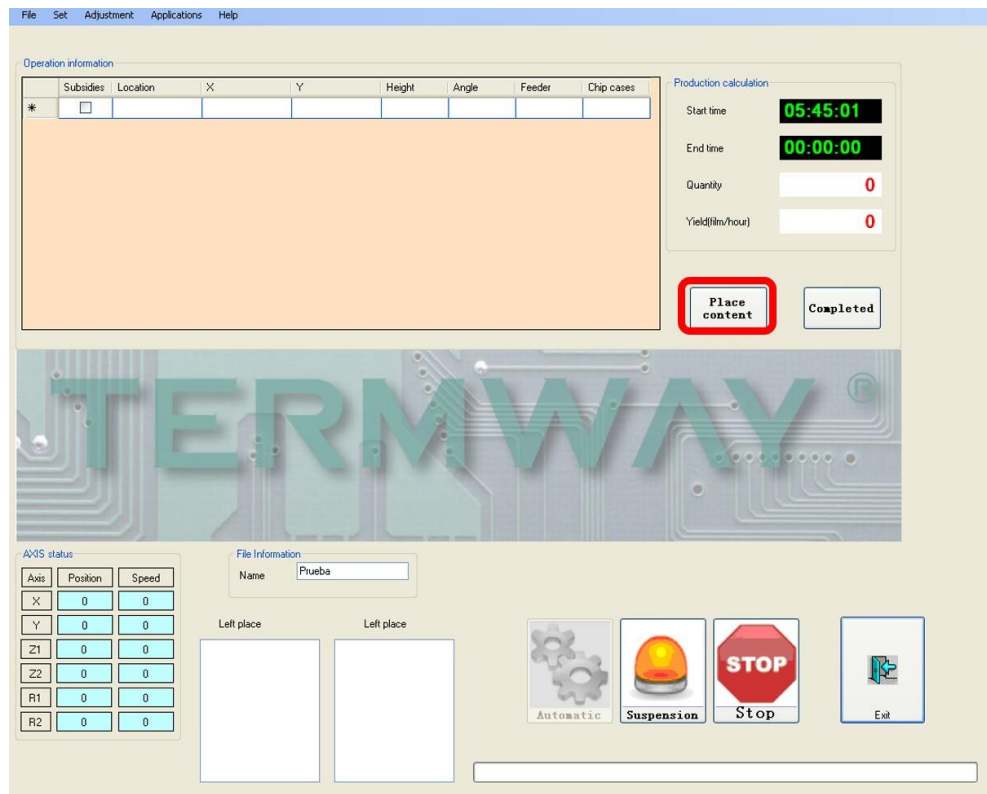 File Set Adjustment Applications Help
Operation information
Subsidies Location X Y Height Angle Feeder Chip cases
*
Production calculation
Start time 05:45:01
End time 00:00:00
Quantity 0
Yield(film/hour) 0
Place
content
Completed
TERMWAY®
AXIS status
Axis Position Speed
X 0 0
Y 0 0
Z1 0 0
Z2 0 0
R1 0 0
R2 0 0
File Information
Name Prueba
Left place Left place
Automatic
Suspension
STOP
Stop
Exit